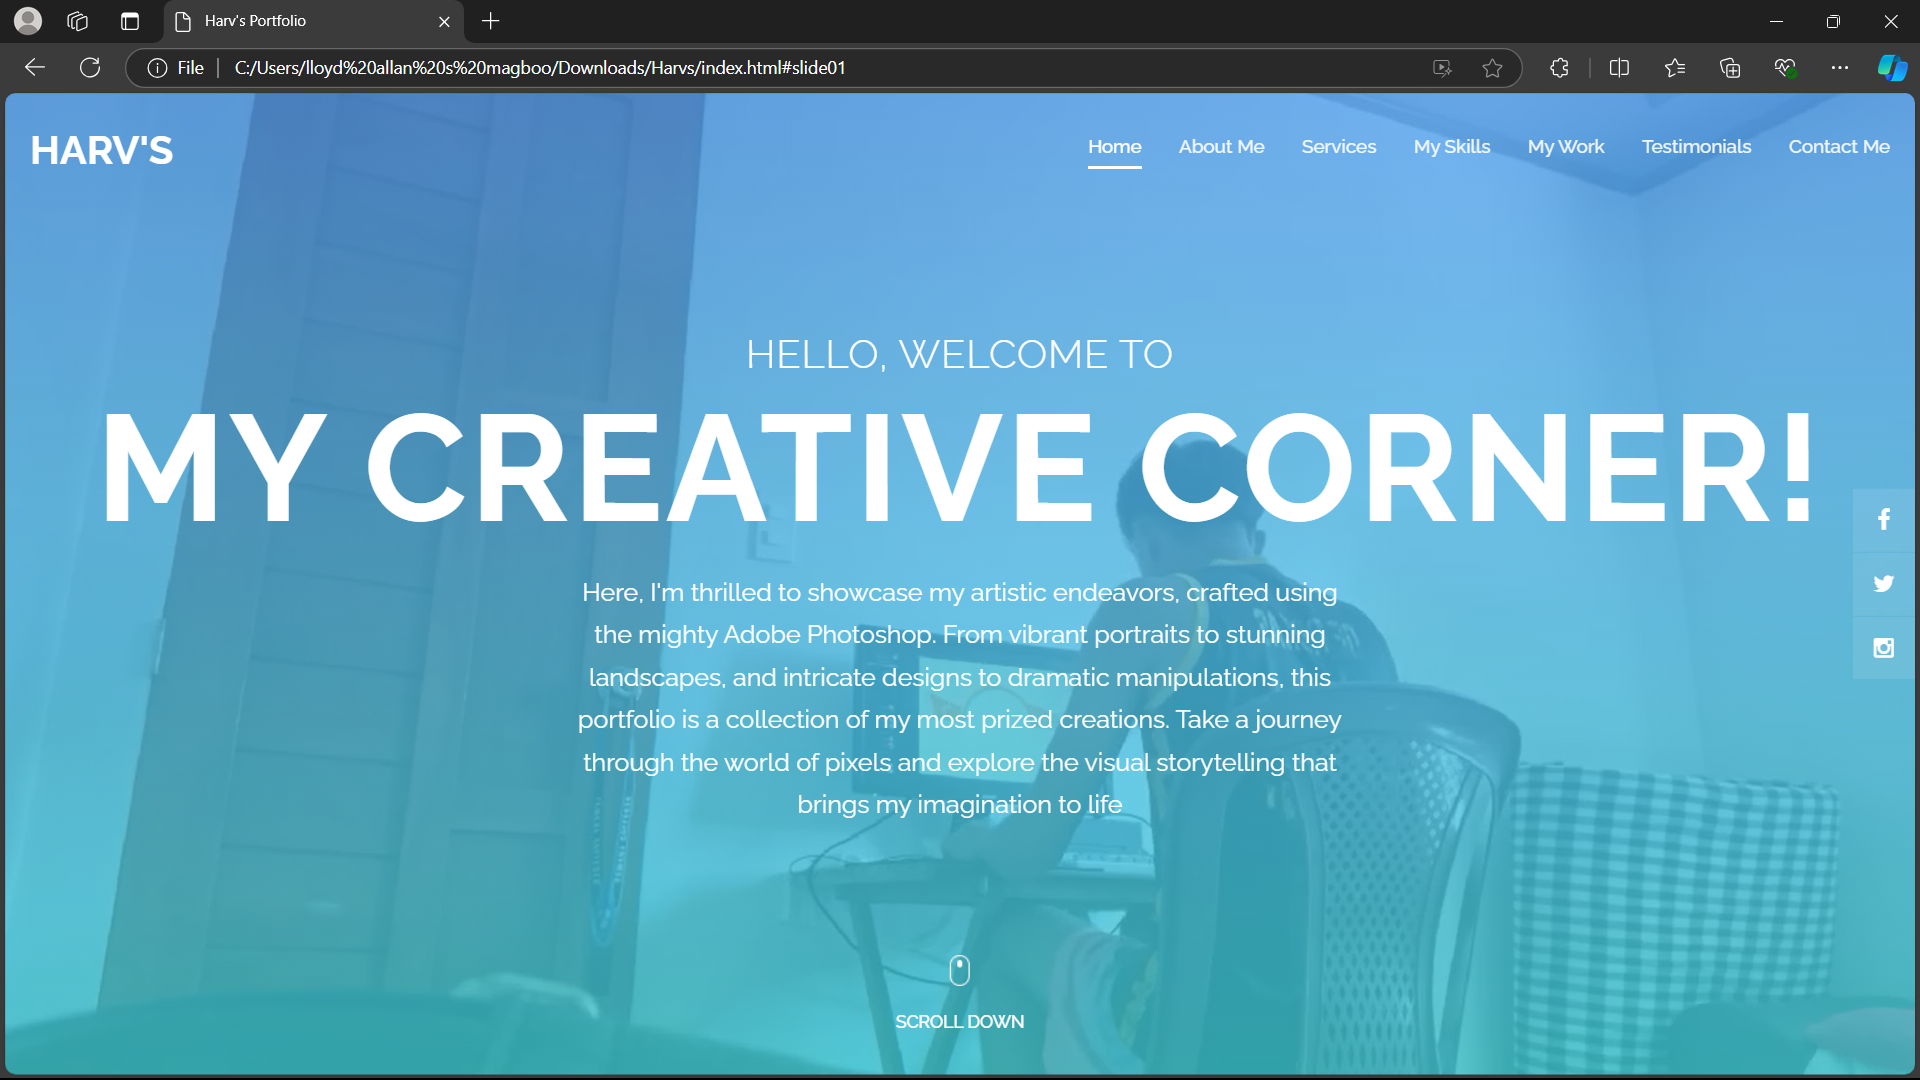 Harv's Portfolio
File
C:/Users/lloyd%20allan%20s%20magboo/Downloads/Harvs/index.html#slide01
HARV'S
Home About Me Services My Skills My Work Testimonials Contact Me
HELLO, WELCOME TO
MY CREATIVE CORNER!
Here, I'm thrilled to showcase my artistic endeavors, crafted using
the mighty Adobe Photoshop. From vibrant portraits to stunning
landscapes, and intricate designs to dramatic manipulations, this
portfolio is a collection of my most prized creations. Take a journey
through the world of pixels and explore the visual storytelling that
brings my imagination to life
SCROLL DOWN